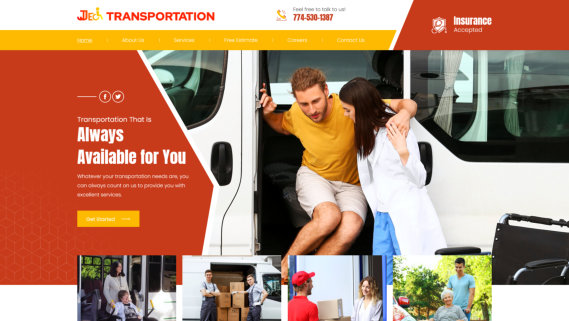 JJEC TRANSPORTATION
Feel free to talk to us!
774-530-1387
Insurance
Accepted
Home
About Us
Services
Free Estimate
Careers
Contact Us
Transportation That Is
Always
Available for You
Whatever your transportation needs are, you
can always count on us to provide you with
excellent services.
Get Started